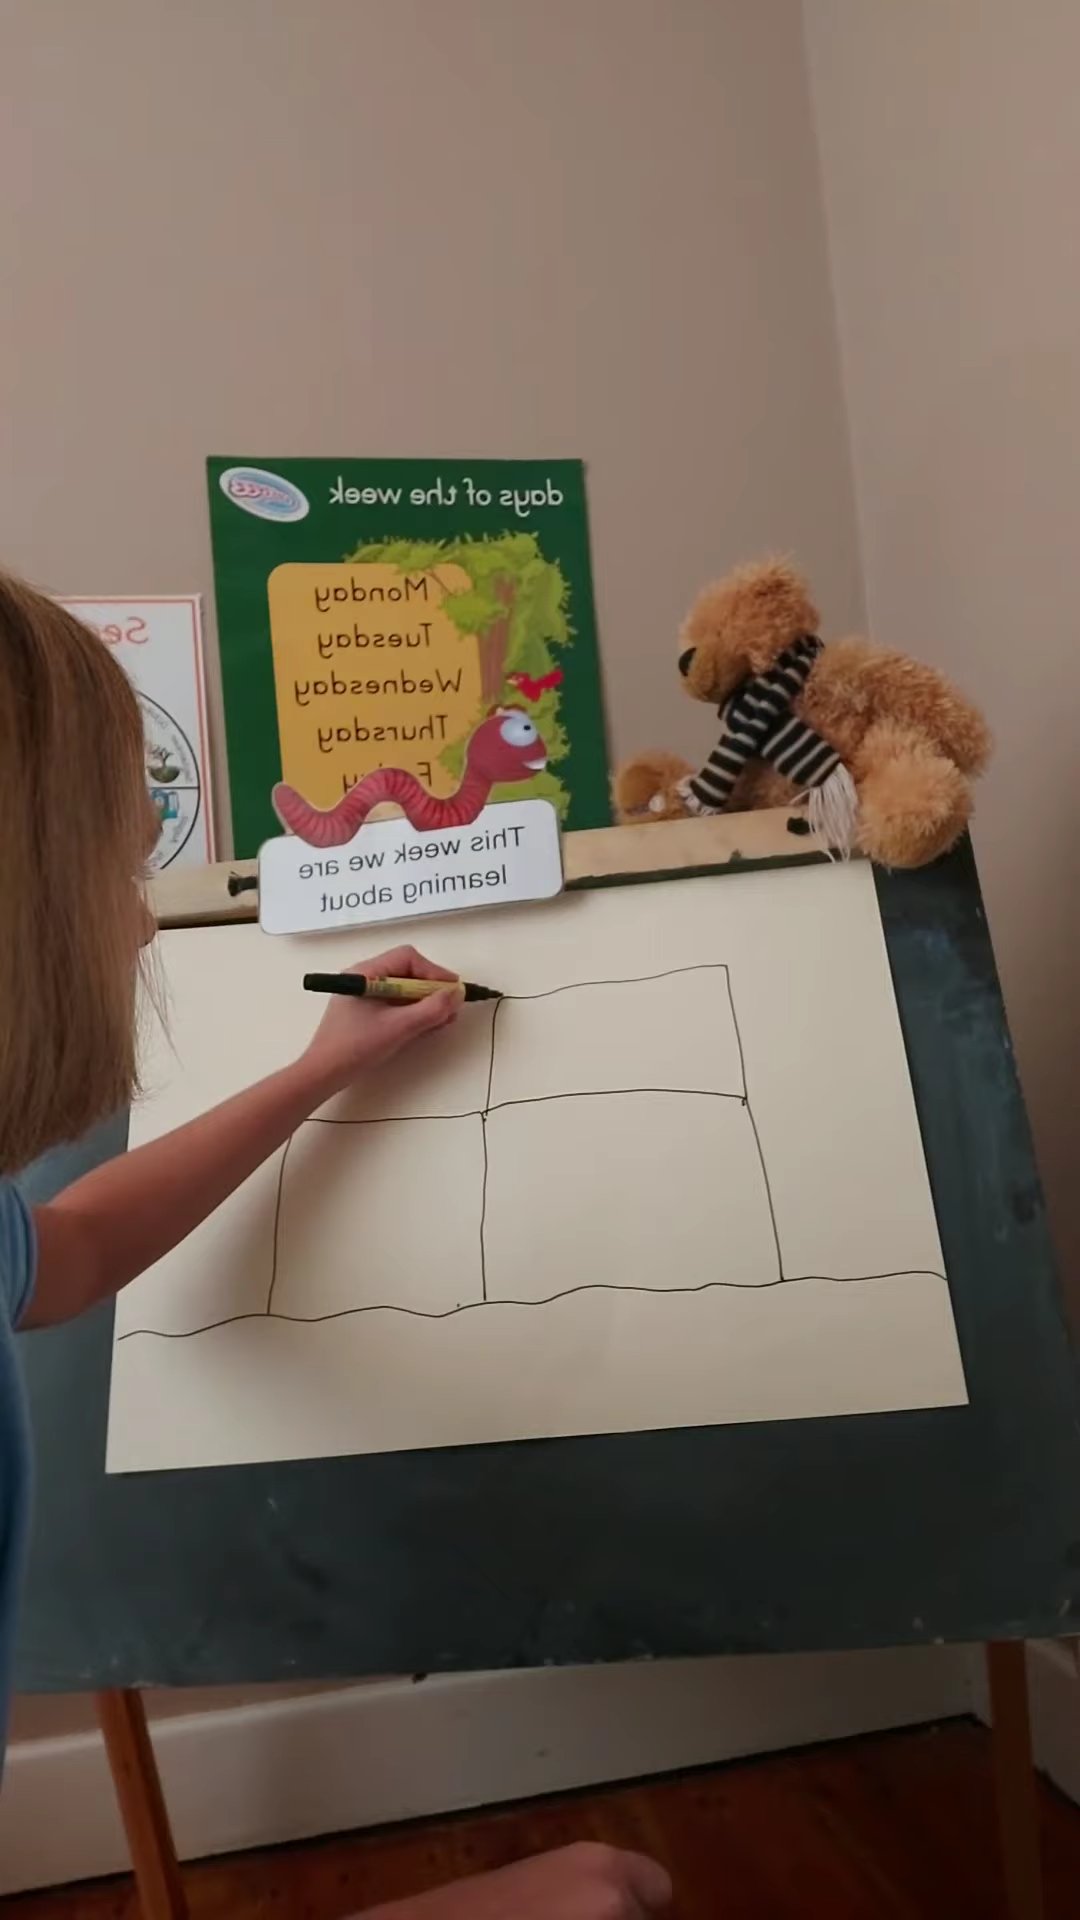 days of the week
Monday
Tuesday
Wednesday
Thursday
This week we are
learning about